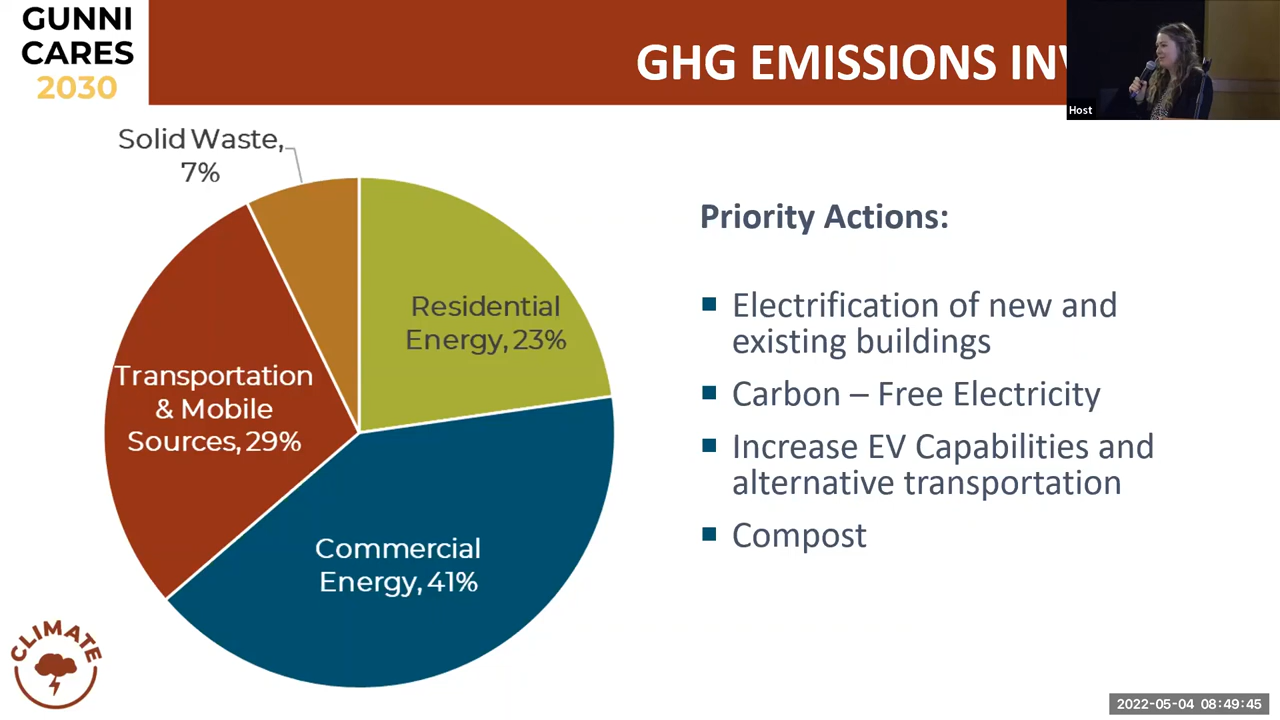 GUNNI
CARES
2030
GHG EMISSIONS INV
Host
Solid Waste,
7%
Residential
Energy, 23%
Transportation
& Mobile
Sources, 29%
Commercial
Energy, 41%
Priority Actions:
Electrification of new and
existing buildings
Carbon – Free Electricity
Increase EV Capabilities and
alternative transportation
Compost
CLIMATE
2022-05-04 08:49:45